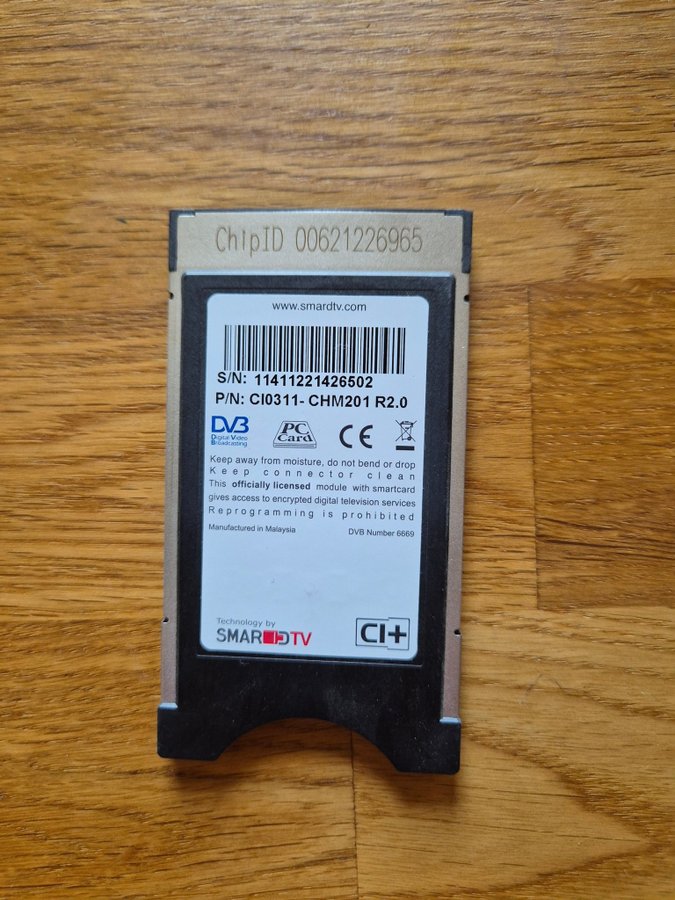 ChipID 00621226965
www.smardtv.com
S/N: 11411221426502
P/N: CI0311- CHM201 R2.0
DVB
Digital Video
Broadcasting
PC
Card
CE
Keep away from moisture, do not bend or drop
Keep connector clean
This officially licensed module with smartcard
gives access to encrypted digital television services
Reprogramming is prohibited
Manufactured in Malaysia DVB Number 6669
Technology by
SMARDTV
CI+